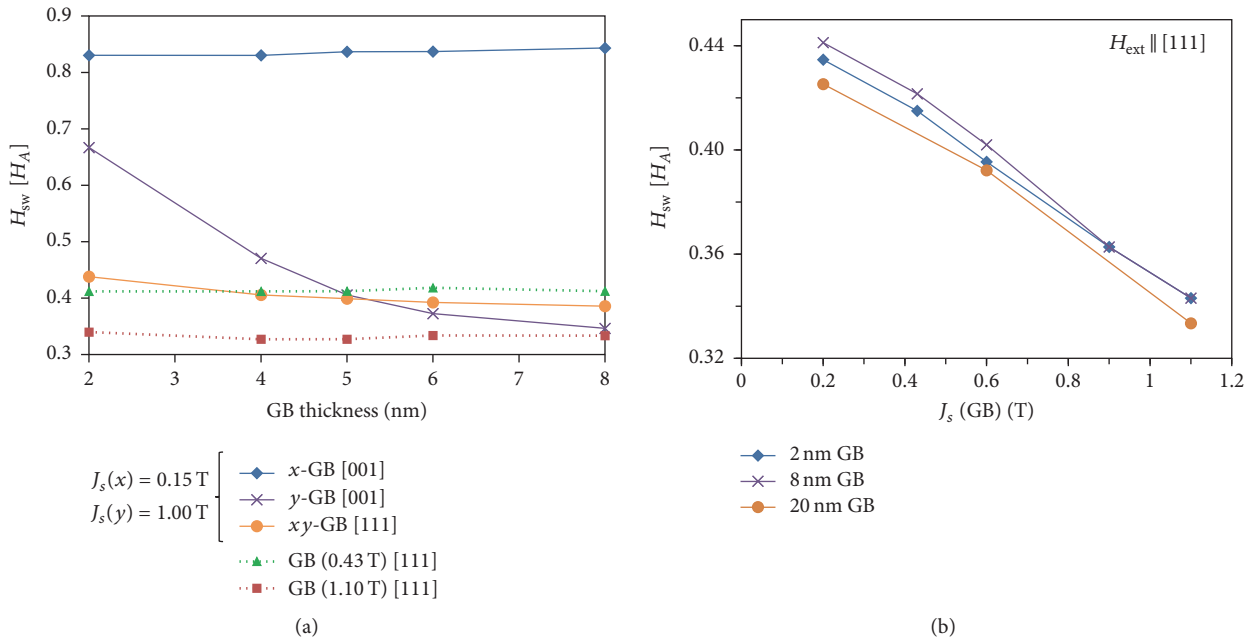 0.9
0.8
0.7
0.6
0.5
0.4
0.3
H_sw [H_A]
2
3
4
5
6
7
8
GB thickness (nm)
J_s(x) = 0.15 T
J_s(y) = 1.00 T
x-GB [001]
y-GB [001]
xy-GB [111]
GB (0.43 T) [111]
GB (1.10 T) [111]
(a)
H_ext || [111]
0.44
0.40
0.36
0.32
H_sw [H_A]
0
0.2
0.4
0.6
0.8
1
1.2
J_s (GB) (T)
2 nm GB
8 nm GB
20 nm GB
(b)